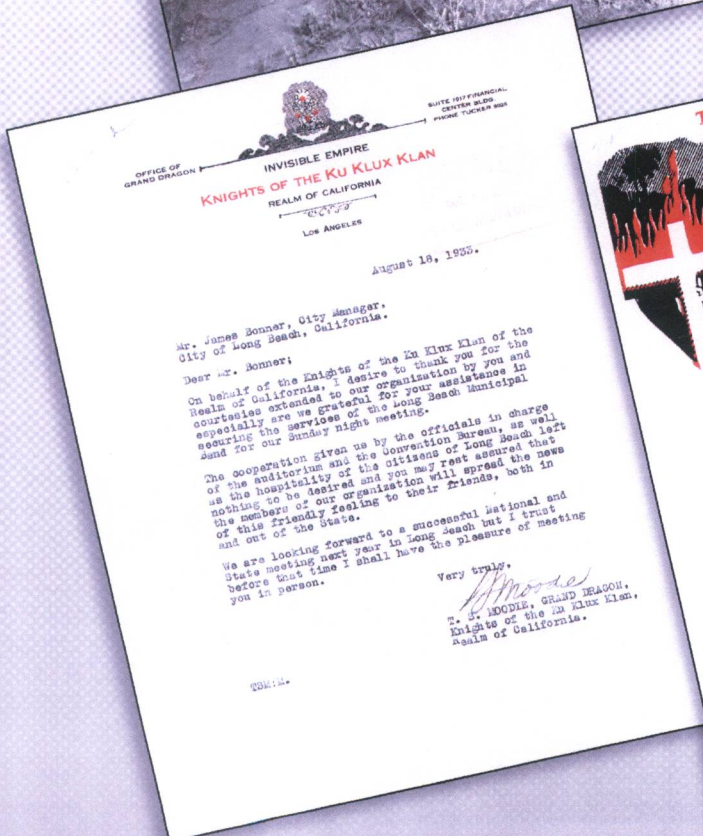 OFFICE OF
GRAND DRAGON
SUITE 1017 FINANCIAL
CENTER BLDG.
PHONE TUCKER
INVISIBLE EMPIRE
KNIGHTS OF THE KU KLUX KLAN
REALM OF CALIFORNIA
LOS ANGELES
August 18, 1933.
Mr. James Bonner, City Manager,
City of Long Beach, California.
Dear Mr. Bonner;
On behalf of the Knights of the Ku Klux Klan of the
Realm of California, I desire to thank you for the
courtesies extended to our organization by you and
especially are we grateful for your assistance in
securing the services of the Long Beach Municipal
Band for our Sunday night meeting.
The cooperation given us by the officials in charge
of the auditorium and the Convention Bureau, as well
as the hospitality of the citizens of Long Beach left
nothing to be desired and you may rest assured that
the members of our organization will spread the news
of this friendly feeling to their friends, both in
and out of the State.
We are looking forward to a successful National and
State meeting next year in Long Beach but I trust
before that time I shall have the pleasure of meeting
you in person.
Very truly,
Moodie
T. S. MOODIE, GRAND DRAGON,
Knights of the Ku Klux Klan,
Realm of California.
TSM:M.
T